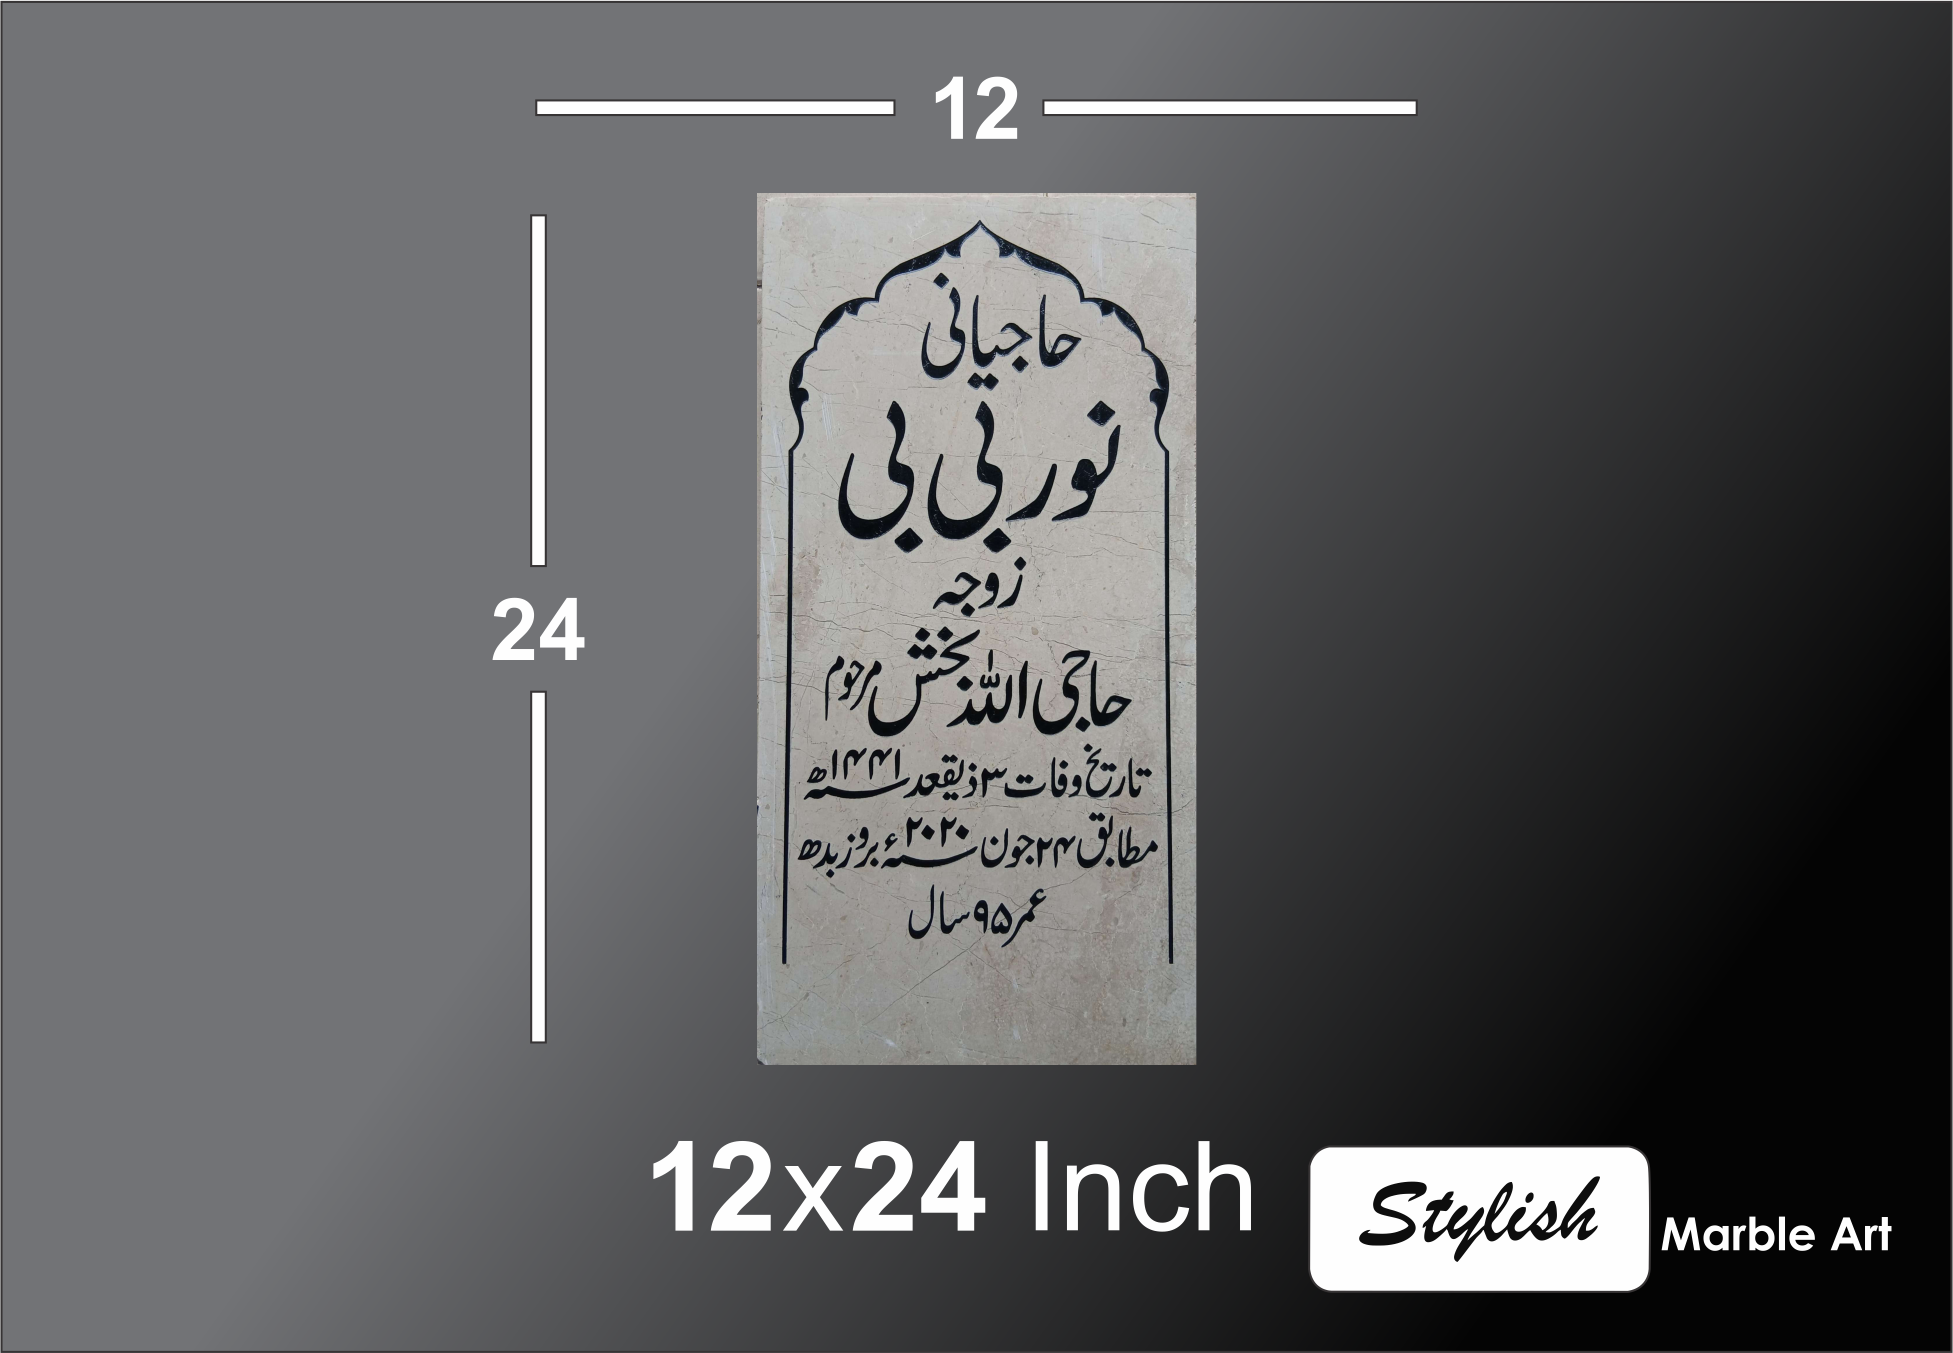 12
24
حاجیانی
نور بی بی
زوجہ
حاجی اللہ بخش مرحوم
تاریخ وفات ۳ ذیقعد ۱۴۴۱ھ
مطابق ۲۴ جون ۲۰۲۰ء بروز بدھ
عمر ۹۵ سال
12x24 Inch
Stylish
Marble Art